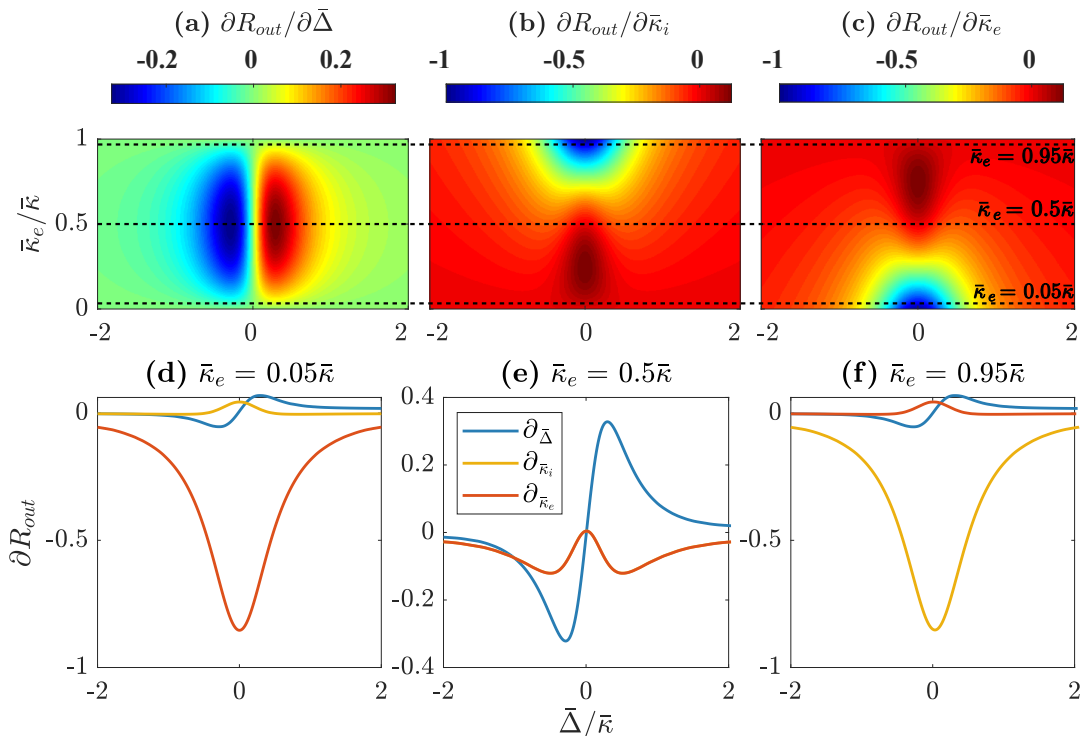 (a) ∂R_out/∂Δ̄
(b) ∂R_out/∂κ̄_i
(c) ∂R_out/∂κ̄_e
-0.2 0 0.2
-1 -0.5 0
-1 -0.5 0
κ̄_e/κ̄
1
0.5
0
-2 0 2
-2 0 2
-2 0 2
κ̄_e = 0.95κ̄
κ̄_e = 0.5κ̄
κ̄_e = 0.05κ̄
(d) κ̄_e = 0.05κ̄
(e) κ̄_e = 0.5κ̄
(f) κ̄_e = 0.95κ̄
∂R_out
0
-0.5
-1
-2 0 2
0.4
0.2
0
-0.2
-0.4
∂_Δ̄
∂_κ̄_i
∂_κ̄_e
-2 0 2
0
-0.5
-1
-2 0 2
Δ̄/κ̄